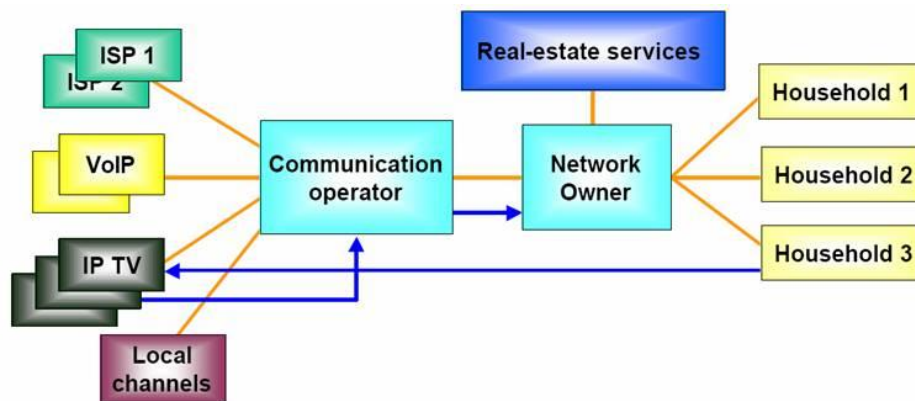 ISP 1
ISP 2
VoIP
IP TV
Local
channels
Communication
operator
Real-estate services
Network
Owner
Household 1
Household 2
Household 3